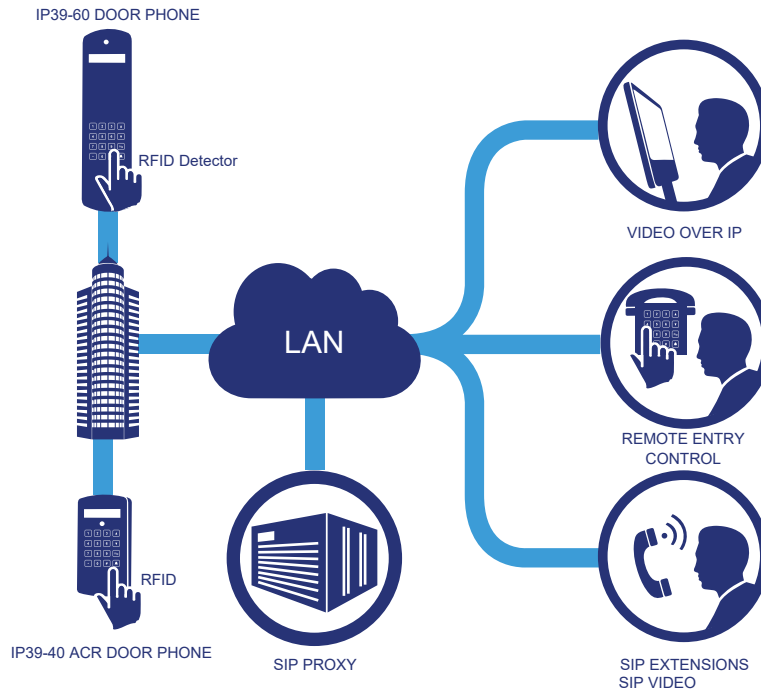 IP39-60 DOOR PHONE
RFID Detector
VIDEO OVER IP
LAN
REMOTE ENTRY
CONTROL
RFID
IP39-40 ACR DOOR PHONE
SIP PROXY
SIP EXTENSIONS
SIP VIDEO